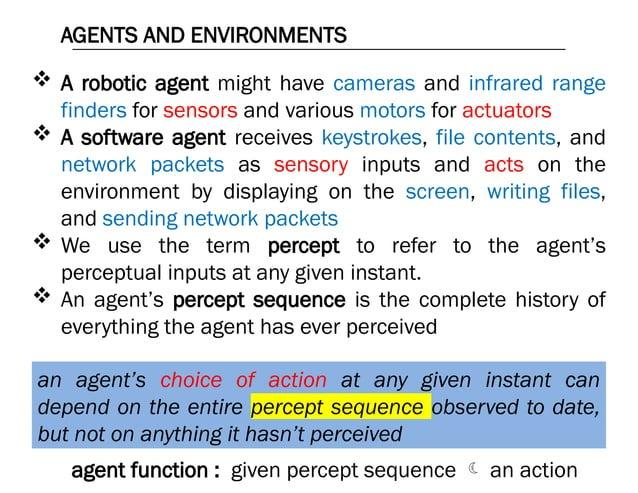 AGENTS AND ENVIRONMENTS
❖ A robotic agent might have cameras and infrared range
finders for sensors and various motors for actuators
❖ A software agent receives keystrokes, file contents, and
network packets as sensory inputs and acts on the
environment by displaying on the screen, writing files,
and sending network packets
❖ We use the term percept to refer to the agent’s
perceptual inputs at any given instant.
❖ An agent’s percept sequence is the complete history of
everything the agent has ever perceived
an agent’s choice of action at any given instant can
depend on the entire percept sequence observed to date,
but not on anything it hasn’t perceived
agent function : given percept sequence ☾ an action